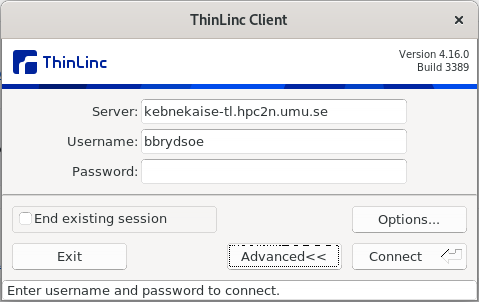 ThinLinc Client
ThinLinc
Version 4.16.0
Build 3389
Server: kebnekaise-tl.hpc2n.umu.se
Username: bbrydsoe
Password:
End existing session
Options...
Exit
Advanced<<
Connect
Enter username and password to connect.